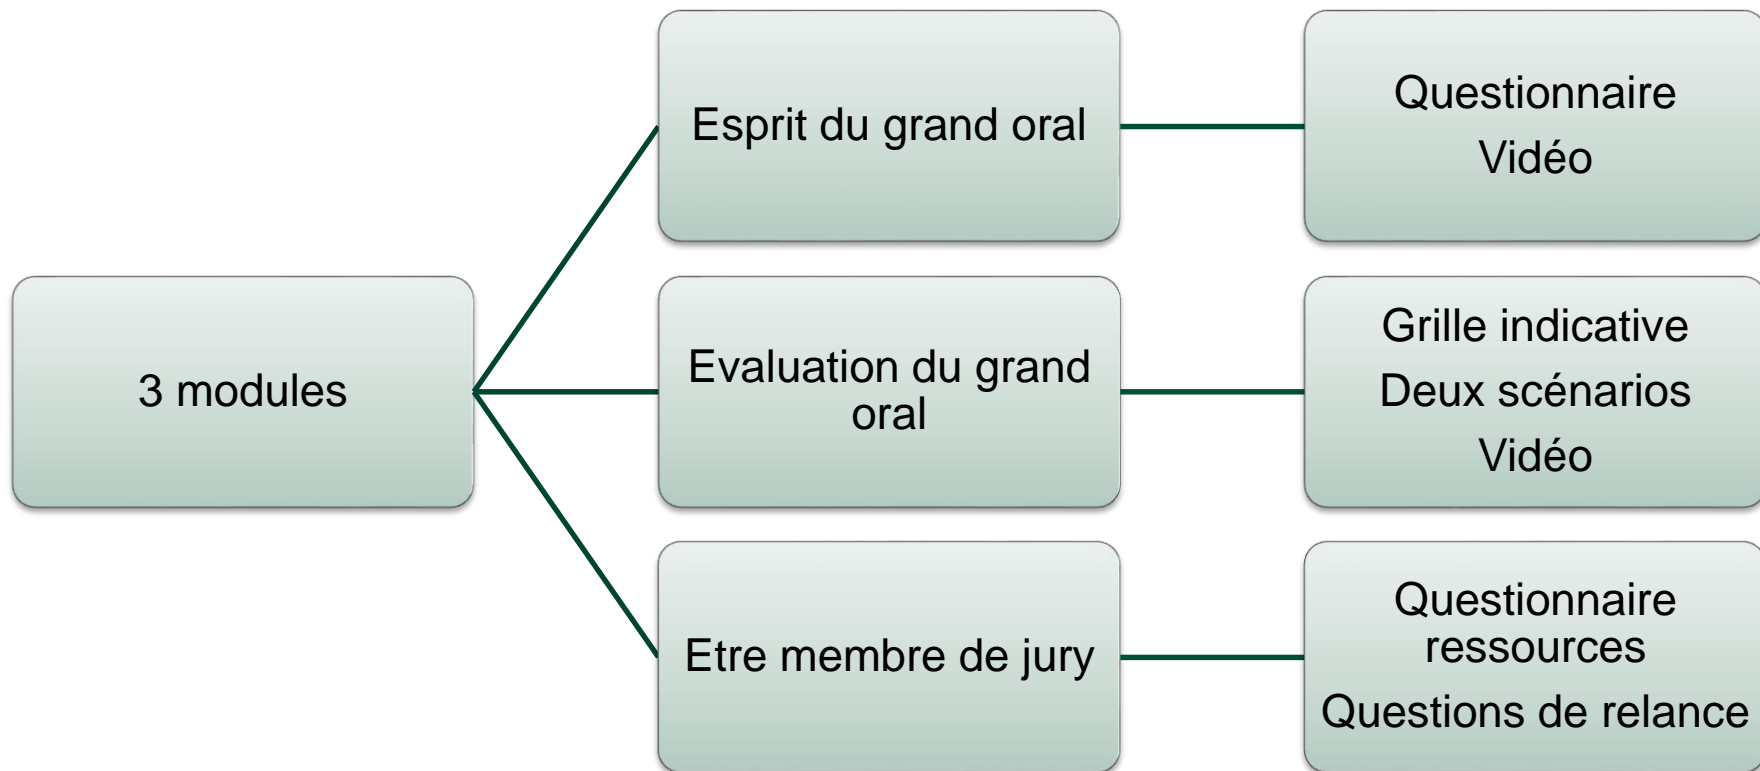 3 modules
Esprit du grand oral
Questionnaire
Vidéo
Evaluation du grand
oral
Grille indicative
Deux scénarios
Vidéo
Etre membre de jury
Questionnaire
ressources
Questions de relance